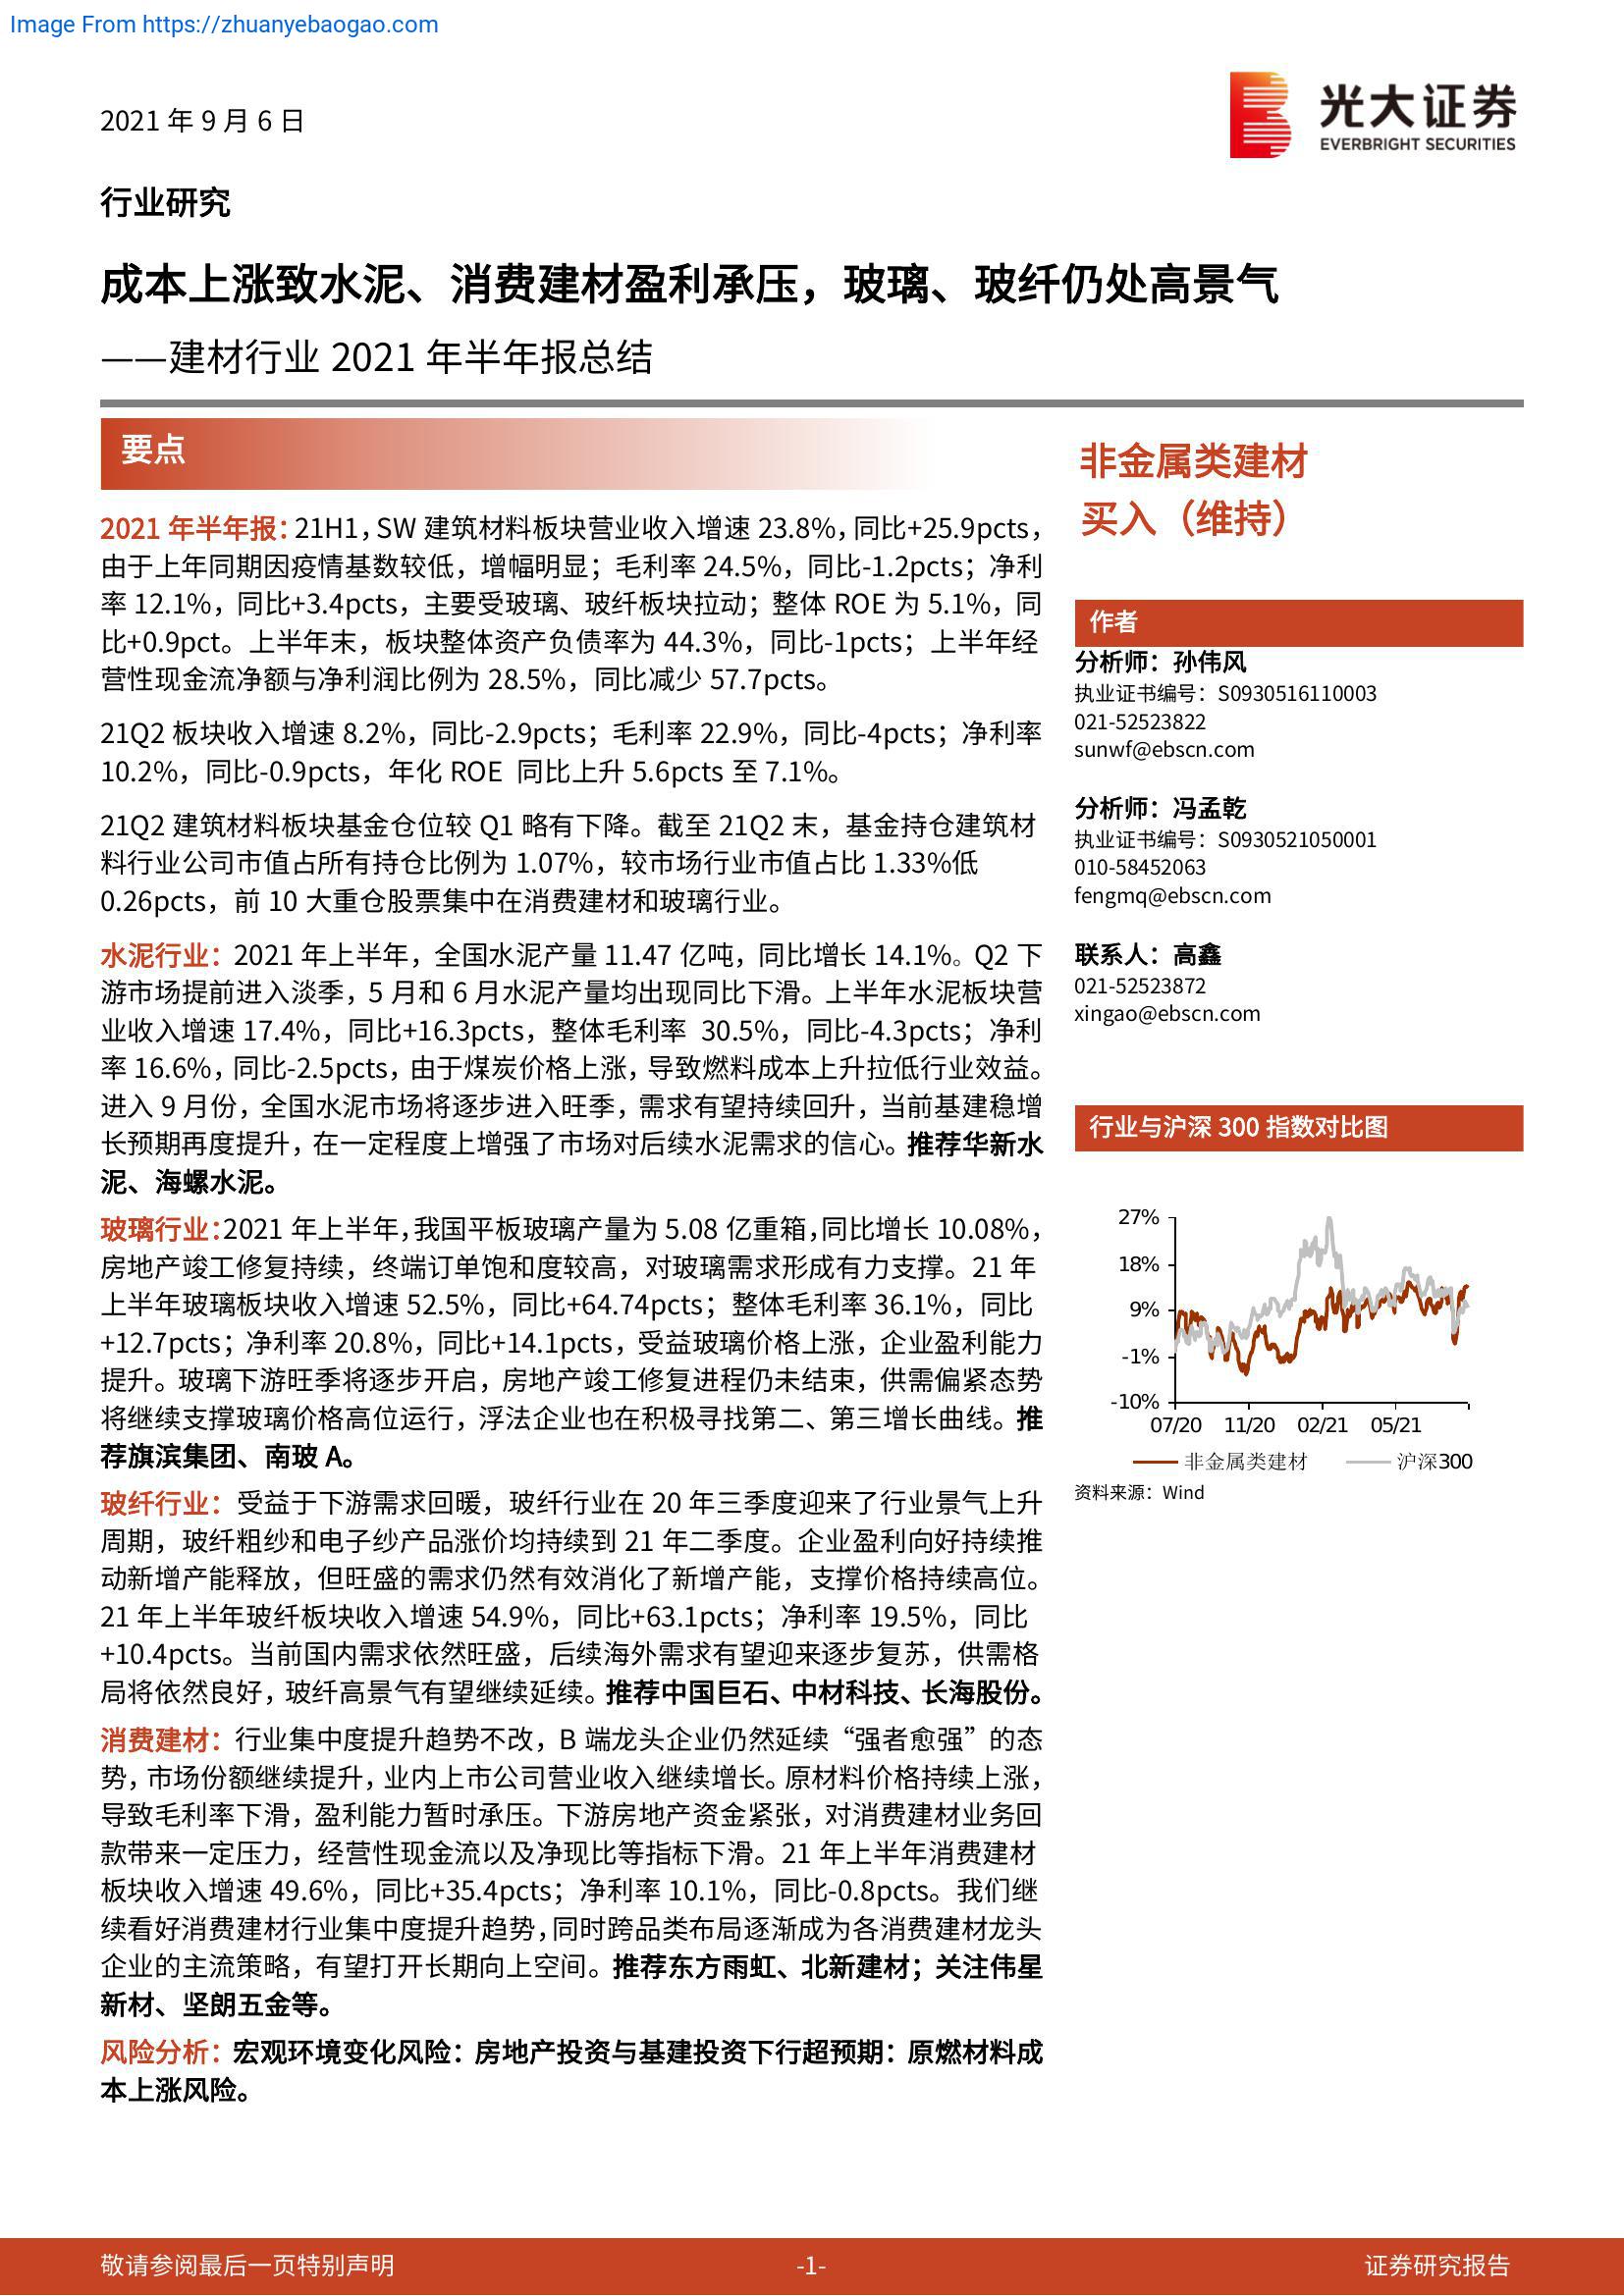 Image From https://zhuanyebaogao.com
2021 年 9 月 6 日
光大证券
EVERBRIGHT SECURITIES
行业研究
成本上涨致水泥、消费建材盈利承压，玻璃、玻纤仍处高景气
——建材行业 2021 年半年报总结
要点
2021 年半年报：21H1，SW 建筑材料板块营业收入增速 23.8%，同比+25.9pcts，
由于上年同期因疫情基数较低，增幅明显；毛利率 24.5%，同比-1.2pcts；净利
率 12.1%，同比+3.4pcts，主要受玻璃、玻纤板块拉动；整体 ROE 为 5.1%，同
比+0.9pct。上半年末，板块整体资产负债率为 44.3%，同比-1pcts；上半年经
营性现金流净额与净利润比例为 28.5%，同比减少 57.7pcts。
21Q2 板块收入增速 8.2%，同比-2.9pcts；毛利率 22.9%，同比-4pcts；净利率
10.2%，同比-0.9pcts，年化 ROE 同比上升 5.6pcts 至 7.1%。
21Q2 建筑材料板块基金仓位较 Q1 略有下降。截至 21Q2 末，基金持仓建筑材
料行业公司市值占所有持仓比例为 1.07%，较市场行业市值占比 1.33%低
0.26pcts，前 10 大重仓股票集中在消费建材和玻璃行业。
水泥行业：2021 年上半年，全国水泥产量 11.47 亿吨，同比增长 14.1%。Q2 下
游市场提前进入淡季，5 月和 6 月水泥产量均出现同比下滑。上半年水泥板块营
业收入增速 17.4%，同比+16.3pcts，整体毛利率 30.5%，同比-4.3pcts；净利
率 16.6%，同比-2.5pcts，由于煤炭价格上涨，导致燃料成本上升拉低行业效益。
进入 9 月份，全国水泥市场将逐步进入旺季，需求有望持续回升，当前基建稳增
长预期再度提升，在一定程度上增强了市场对后续水泥需求的信心。推荐华新水
泥、海螺水泥。
玻璃行业：2021 年上半年，我国平板玻璃产量为 5.08 亿重箱，同比增长 10.08%，
房地产竣工修复持续，终端订单饱和度较高，对玻璃需求形成有力支撑。21 年
上半年玻璃板块收入增速 52.5%，同比+64.74pcts；整体毛利率 36.1%，同比
+12.7pcts；净利率 20.8%，同比+14.1pcts，受益玻璃价格上涨，企业盈利能力
提升。玻璃下游旺季将逐步开启，房地产竣工修复进程仍未结束，供需偏紧态势
将继续支撑玻璃价格高位运行，浮法企业也在积极寻找第二、第三增长曲线。推
荐旗滨集团、南玻 A。
玻纤行业：受益于下游需求回暖，玻纤行业在 20 年三季度迎来了行业景气上升
周期，玻纤粗纱和电子纱产品涨价均持续到 21 年二季度。企业盈利向好持续推
动新增产能释放，但旺盛的需求仍然有效消化了新增产能，支撑价格持续高位。
21 年上半年玻纤板块收入增速 54.9%，同比+63.1pcts；净利率 19.5%，同比
+10.4pcts。当前国内需求依然旺盛，后续海外需求有望迎来逐步复苏，供需格
局将依然良好，玻纤高景气有望继续延续。推荐中国巨石、中材科技、长海股份。
消费建材：行业集中度提升趋势不改，B 端龙头企业仍然延续“强者愈强”的态
势，市场份额继续提升，业内上市公司营业收入继续增长。原材料价格持续上涨，
导致毛利率下滑，盈利能力暂时承压。下游房地产资金紧张，对消费建材业务回
款带来一定压力，经营性现金流以及净现比等指标下滑。21 年上半年消费建材
板块收入增速 49.6%，同比+35.4pcts；净利率 10.1%，同比-0.8pcts。我们继
续看好消费建材行业集中度提升趋势，同时跨品类布局逐渐成为各消费建材龙头
企业的主流策略，有望打开长期向上空间。推荐东方雨虹、北新建材；关注伟星
新材、坚朗五金等。
风险分析：宏观环境变化风险：房地产投资与基建投资下行超预期：原燃材料成
本上涨风险。
非金属类建材
买入（维持）
作者
分析师：孙伟风
执业证书编号：S0930516110003
021-52523822
sunwf@ebscn.com
分析师：冯孟乾
执业证书编号：S0930521050001
010-58452063
fengmq@ebscn.com
联系人：高鑫
021-52523872
xingao@ebscn.com
行业与沪深 300 指数对比图
27%
18%
9%
-1%
-10%
07/20 11/20 02/21 05/21
非金属类建材 沪深300
资料来源：Wind
敬请参阅最后一页特别声明 -1- 证券研究报告